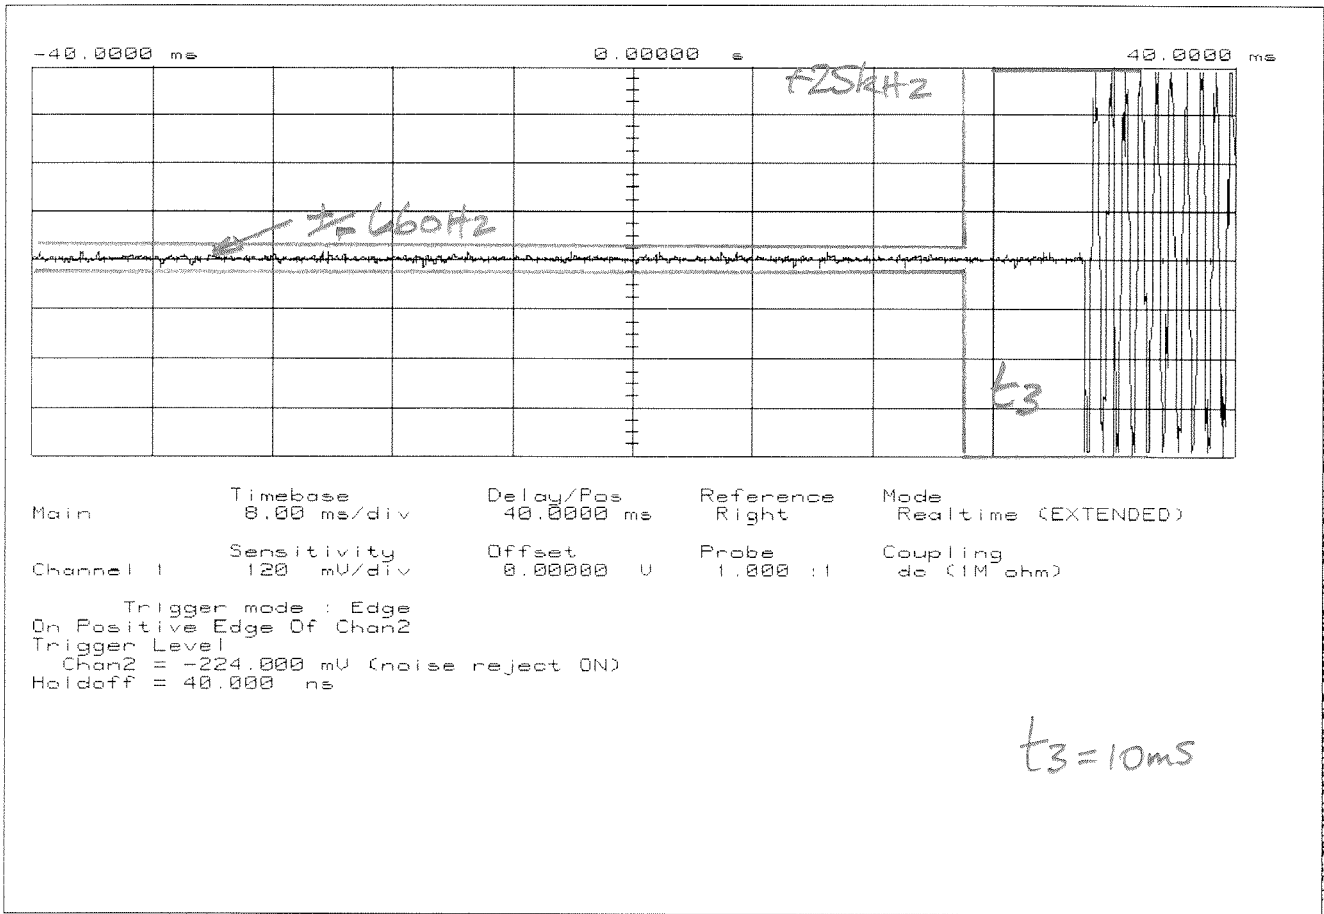 -40.0000 ms 0.00000 s 40.0000 ms
+25kHz
± 660Hz
t3
Timebase Delay/Pos Reference Mode
Main 8.00 ms/div 40.0000 ms Right Realtime (EXTENDED)
Sensitivity Offset Probe Coupling
Channel 1 120 mV/div 0.00000 V 1.000 :1 dc (1M ohm)
Trigger mode : Edge
On Positive Edge Of Chan2
Trigger Level
Chan2 = -224.000 mV (noise reject ON)
Holdoff = 40.000 ns
t3=10ms